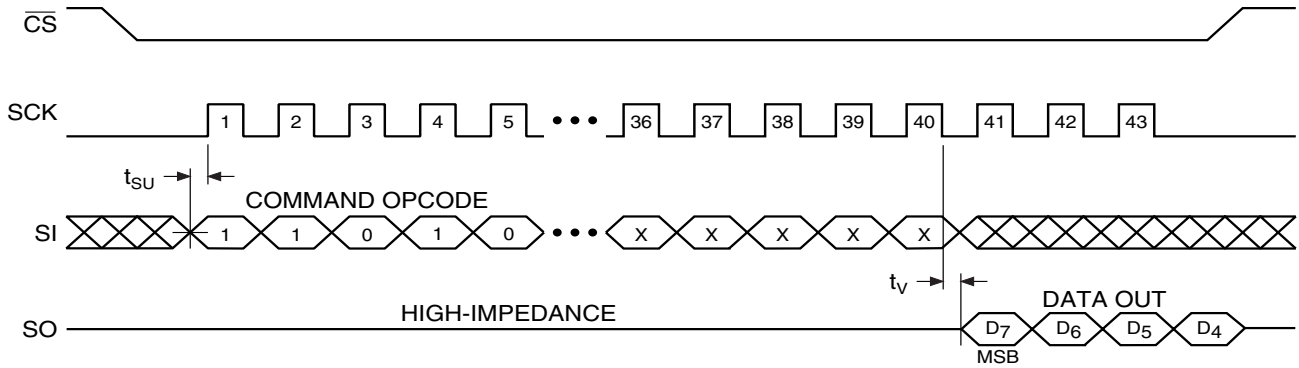 CS
SCK
1 2 3 4 5 ••• 36 37 38 39 40 41 42 43
tSU
COMMAND OPCODE
SI
1 1 0 1 0 ••• X X X X X
tV
HIGH-IMPEDANCE
DATA OUT
SO
D7 D6 D5 D4
MSB